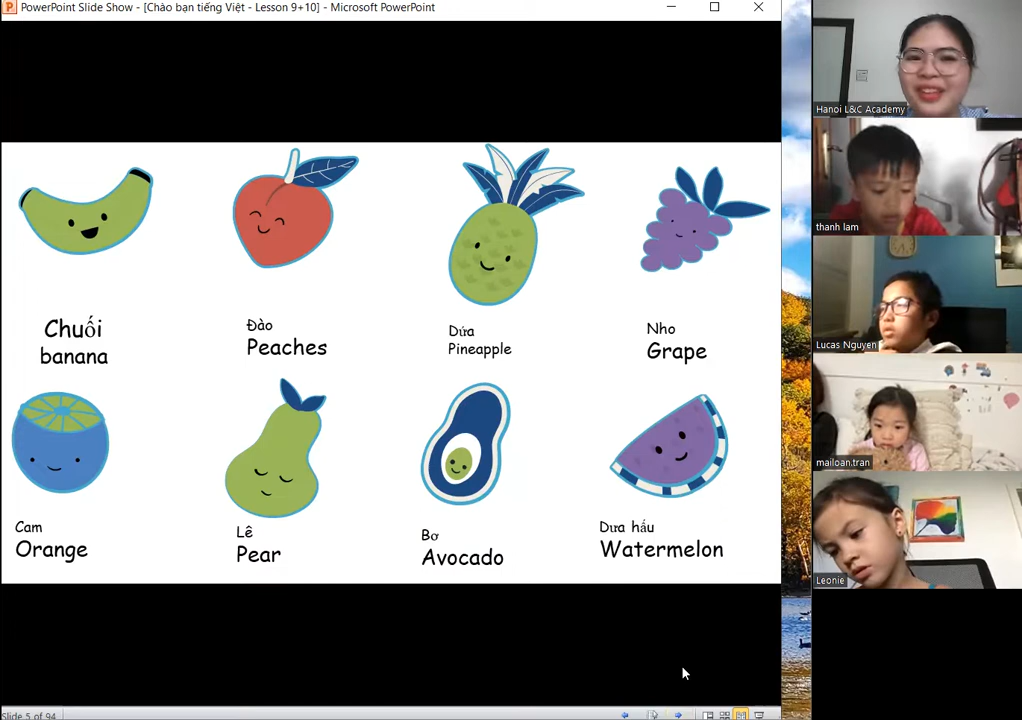 PowerPoint Slide Show - [Chào bạn tiếng Việt - Lesson 9+10] - Microsoft PowerPoint
Hanoi L&C Academy
thanh lam
Lucas Nguyen
mailoan.tran
Leonie
Chuối
banana
Đào
Peaches
Dứa
Pineapple
Nho
Grape
Cam
Orange
Lê
Pear
Bơ
Avocado
Dưa hấu
Watermelon
Slide 5 of 94